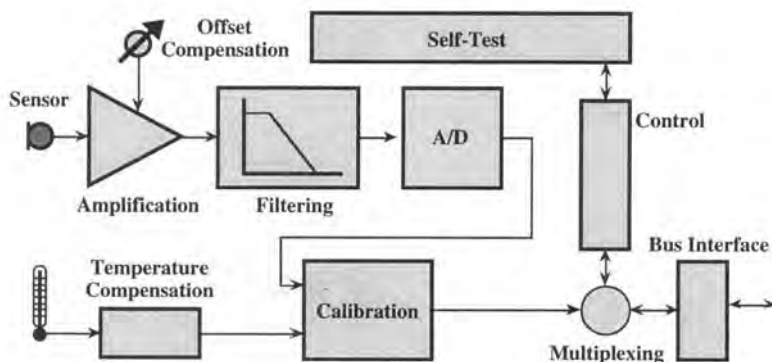 Offset
Compensation
Self-Test
Sensor
Control
A/D
Amplification
Filtering
Bus Interface
Temperature
Compensation
Calibration
Multiplexing